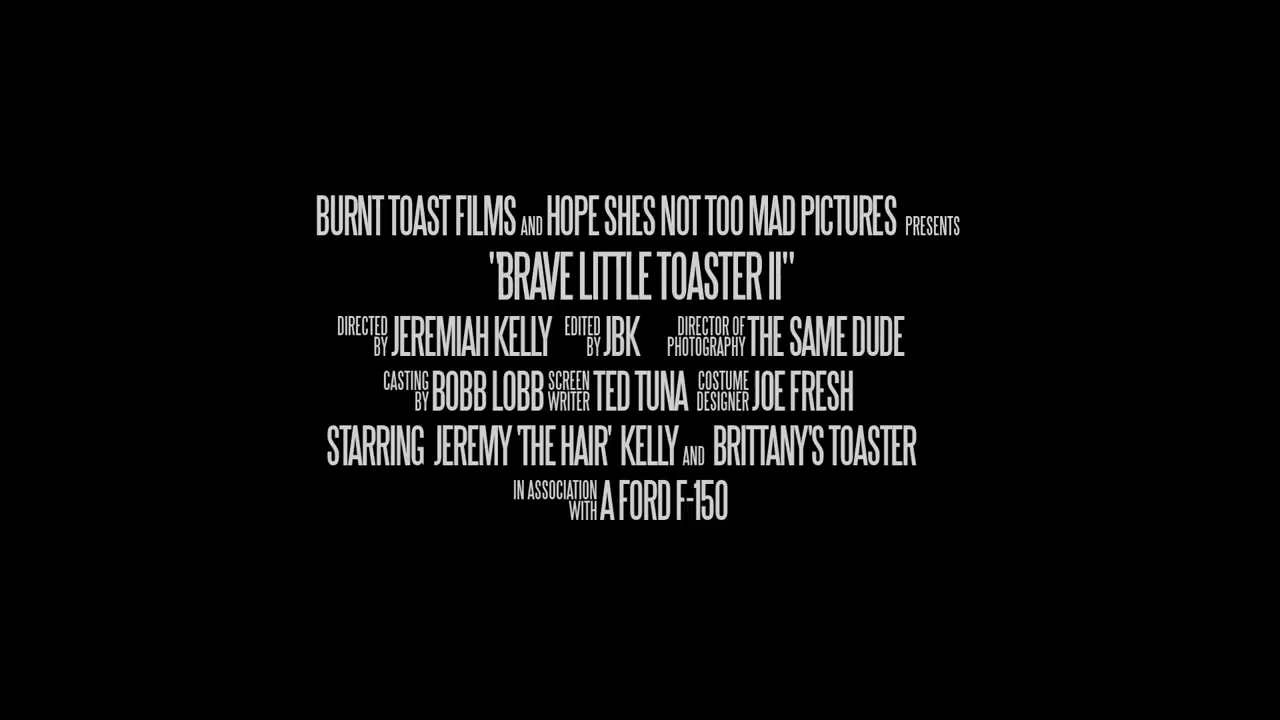 BURNT TOAST FILMS AND HOPE SHES NOT TOO MAD PICTURES PRESENTS
"BRAVE LITTLE TOASTER II"
DIRECTED BY JEREMIAH KELLY EDITED BY JBK DIRECTOR OF PHOTOGRAPHY THE SAME DUDE
CASTING BY BOBB LOBB SCREEN WRITER TED TUNA COSTUME DESIGNER JOE FRESH
STARRING JEREMY 'THE HAIR' KELLY AND BRITTANY'S TOASTER
IN ASSOCIATION WITH A FORD F-150